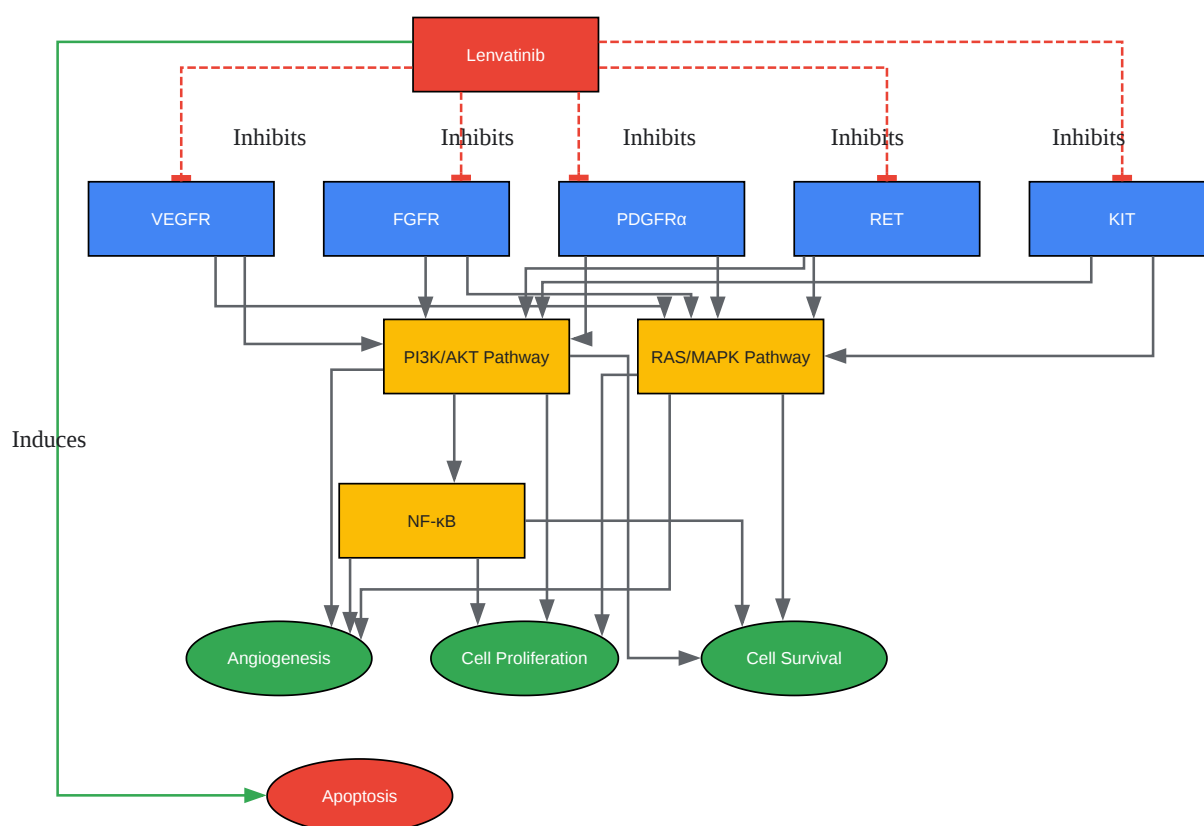 Lenvatinib
Inhibits
Inhibits
Inhibits
Inhibits
Inhibits
VEGFR
FGFR
PDGFRα
RET
KIT
PI3K/AKT Pathway
RAS/MAPK Pathway
Induces
NF-κB
Angiogenesis
Cell Proliferation
Cell Survival
Apoptosis